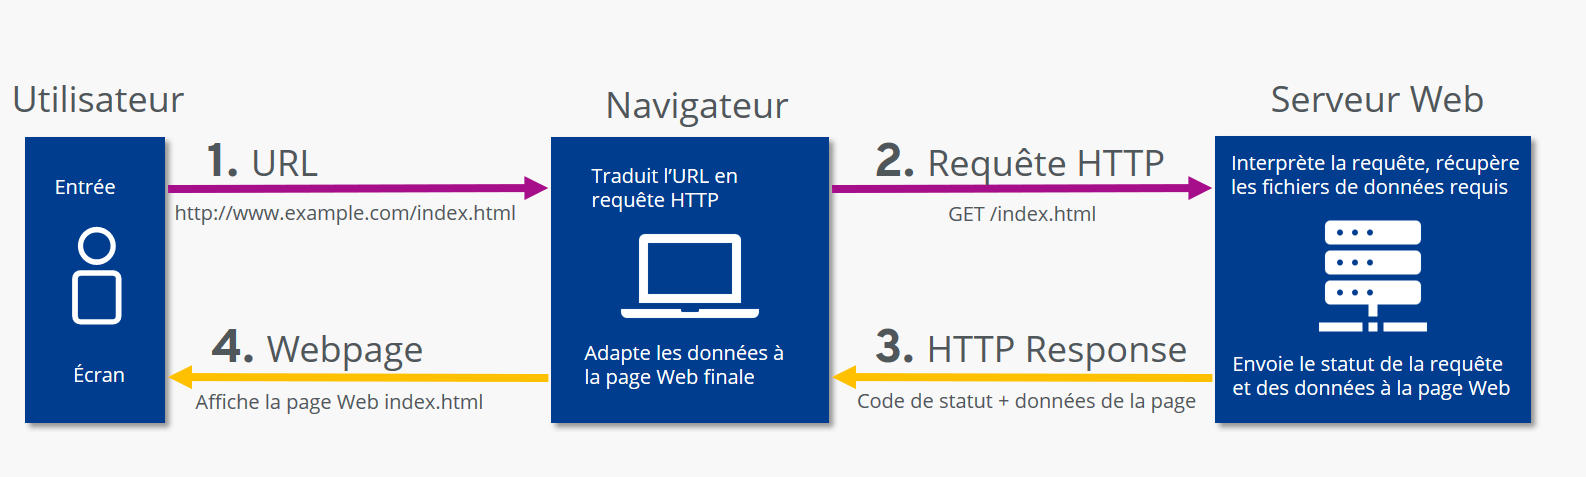 Utilisateur
Navigateur
Serveur Web
Entrée
Écran
1. URL
http://www.example.com/index.html
Traduit l’URL en
requête HTTP
2. Requête HTTP
GET /index.html
Interprète la requête, récupère
les fichiers de données requis
4. Webpage
Affiche la page Web index.html
Adapte les données à
la page Web finale
3. HTTP Response
Code de statut + données de la page
Envoie le statut de la requête
et des données à la page Web